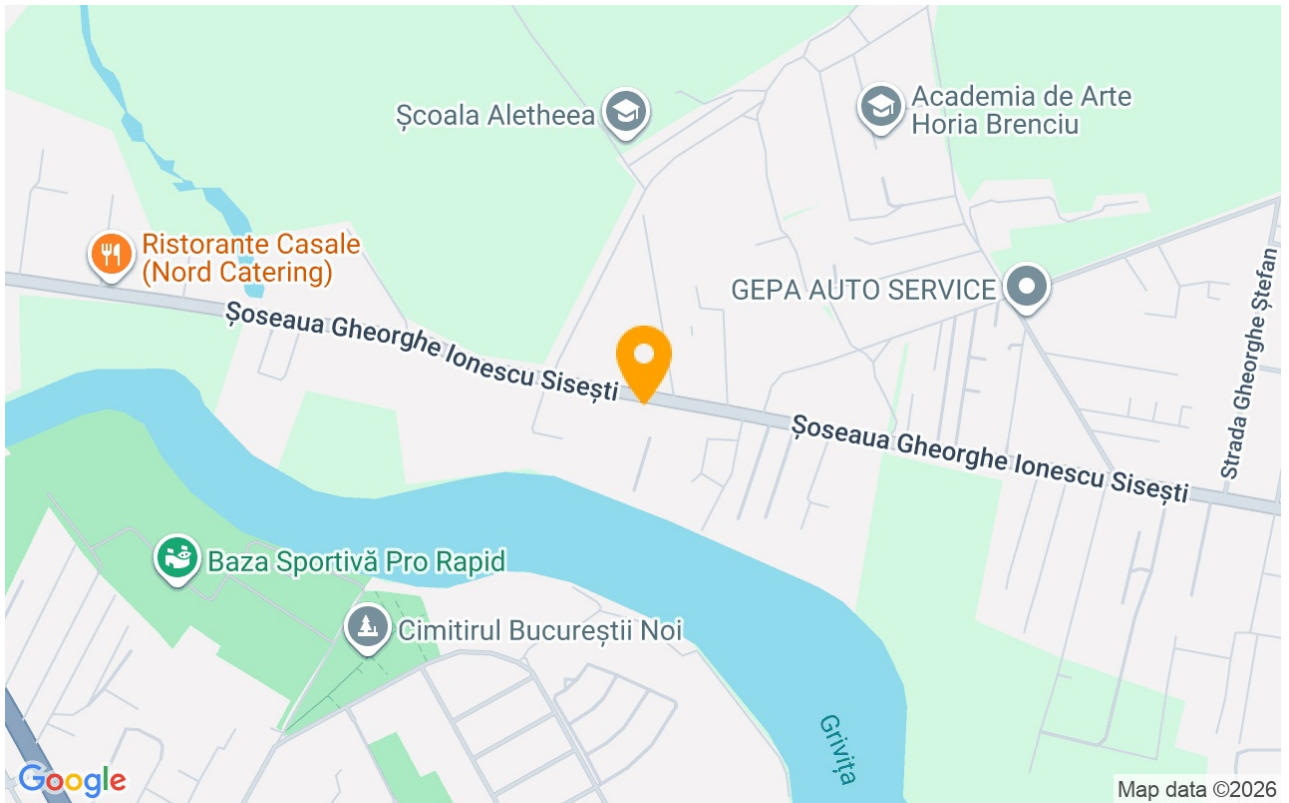 Școala Aletheea
Academia de Arte
Horia Brenciu
Ristorante Casale
(Nord Catering)
GEPA AUTO SERVICE
Strada Gheorghe Ștefan
Șoseaua Gheorghe Ionescu Sisești
Șoseaua Gheorghe Ionescu Sisești
Baza Sportivă Pro Rapid
Cimitirul Bucureștii Noi
Grivița
Google
Map data ©2026